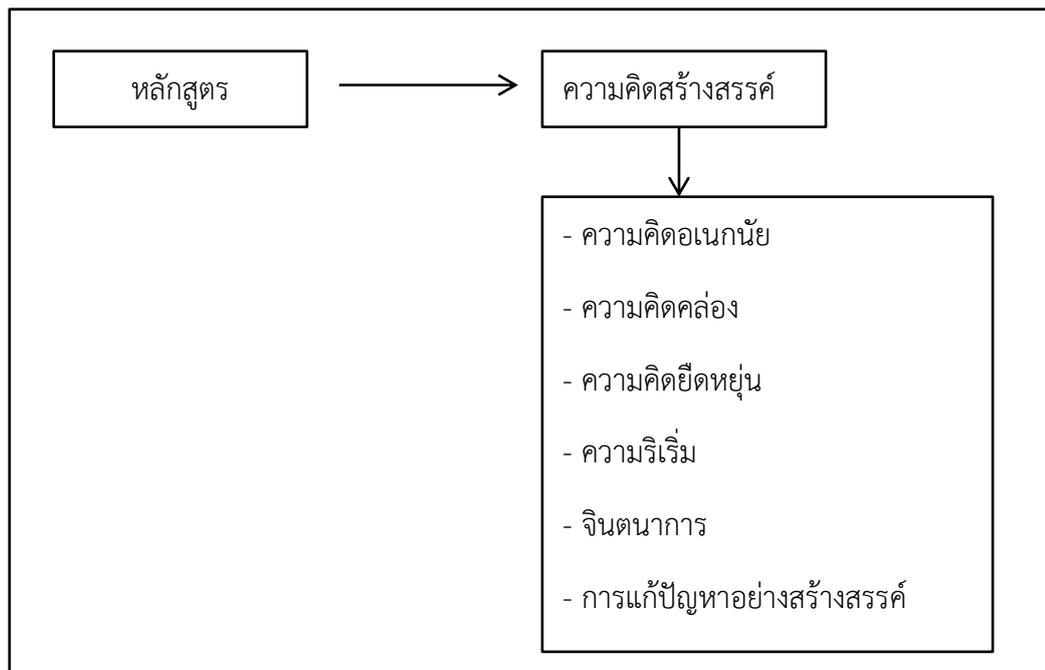 หลักสูตร
ความคิดสร้างสรรค์
- ความคิดอเนกนัย
- ความคิดคล่อง
- ความคิดยืดหยุ่น
- ความริเริ่ม
- จินตนาการ
- การแก้ปัญหาอย่างสร้างสรรค์